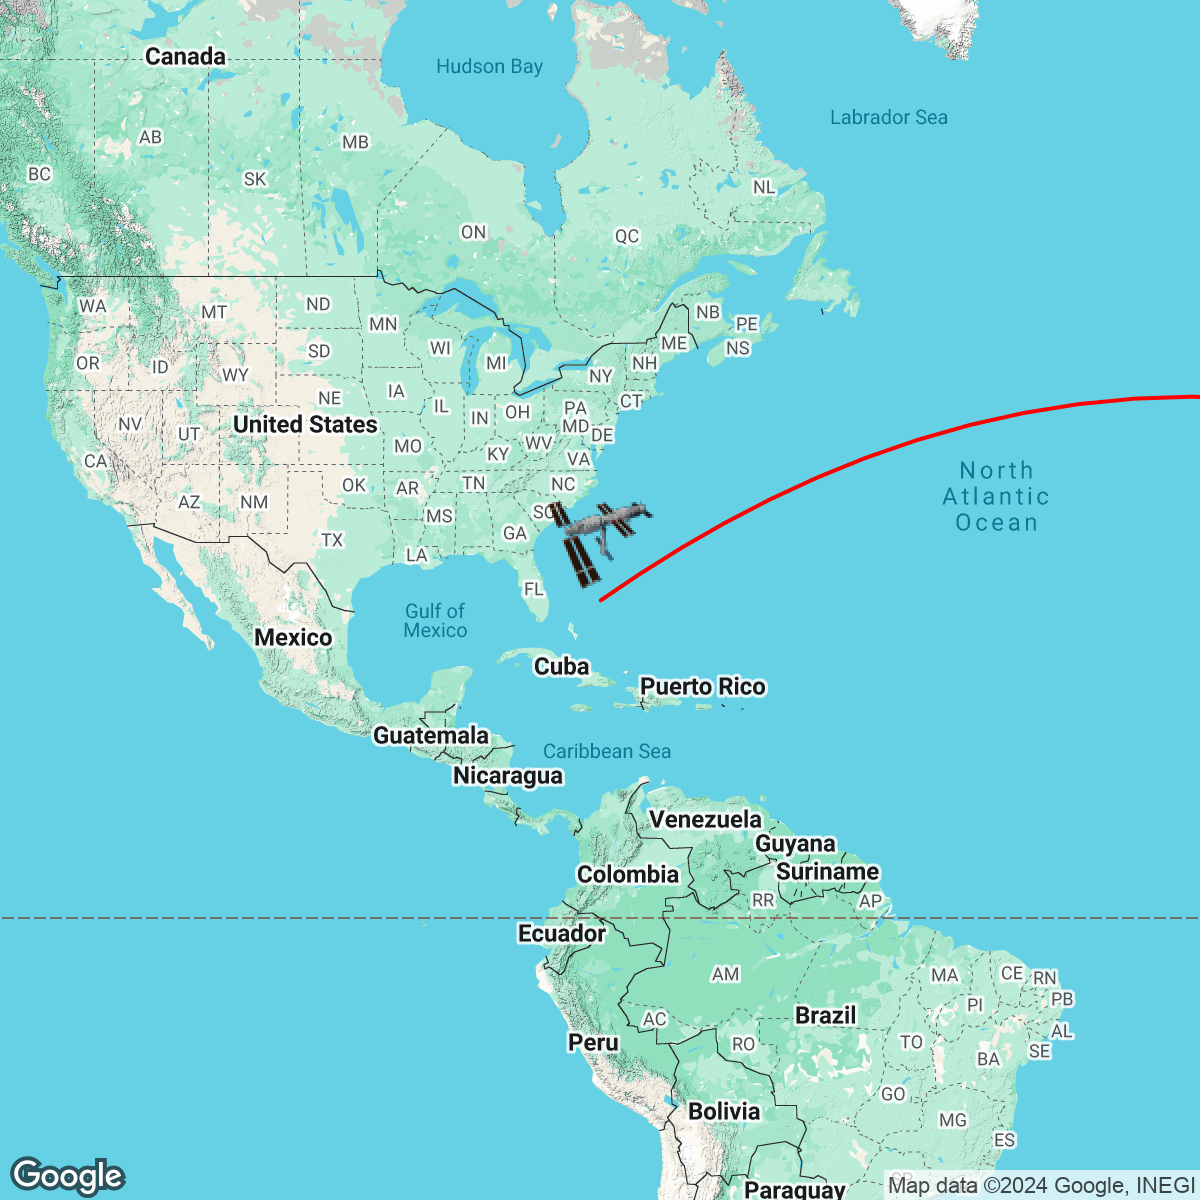 Canada
Hudson Bay
Labrador Sea
AB
MB
BC
SK
NL
ON
QC
WA
MT
ND
MN
NB
PE
OR
ID
SD
WY
WI
MI
NY
NH
ME
NS
NV
UT
NE
IA
IL
IN
OH
PA
MD
DE
CT
United States
CA
AZ
NM
MO
KY
WV
VA
OK
AR
TN
NC
North
Atlantic
Ocean
TX
LA
MS
GA
SC
FL
Gulf of
Mexico
Mexico
Cuba
Puerto Rico
Guatemala
Caribbean Sea
Nicaragua
Venezuela
Guyana
Colombia
Suriname
RR
AP
Ecuador
AM
MA
CE
RN
PB
PI
AL
Peru
AC
Brazil
RO
TO
BA
SE
Bolivia
GO
MG
ES
SP
Paraguay
Google
Map data ©2024 Google, INEGI